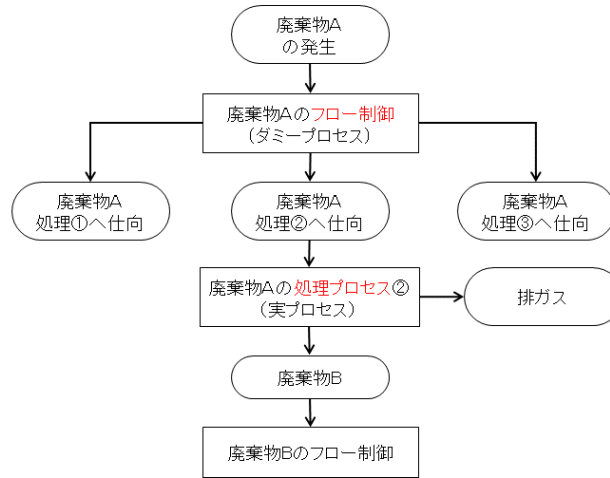 廃棄物A
の発生
廃棄物Aのフロー制御
(ダミープロセス)
廃棄物A
処理①へ仕向
廃棄物A
処理②へ仕向
廃棄物A
処理③へ仕向
廃棄物Aの処理プロセス②
(実プロセス)
排ガス
廃棄物B
廃棄物Bのフロー制御